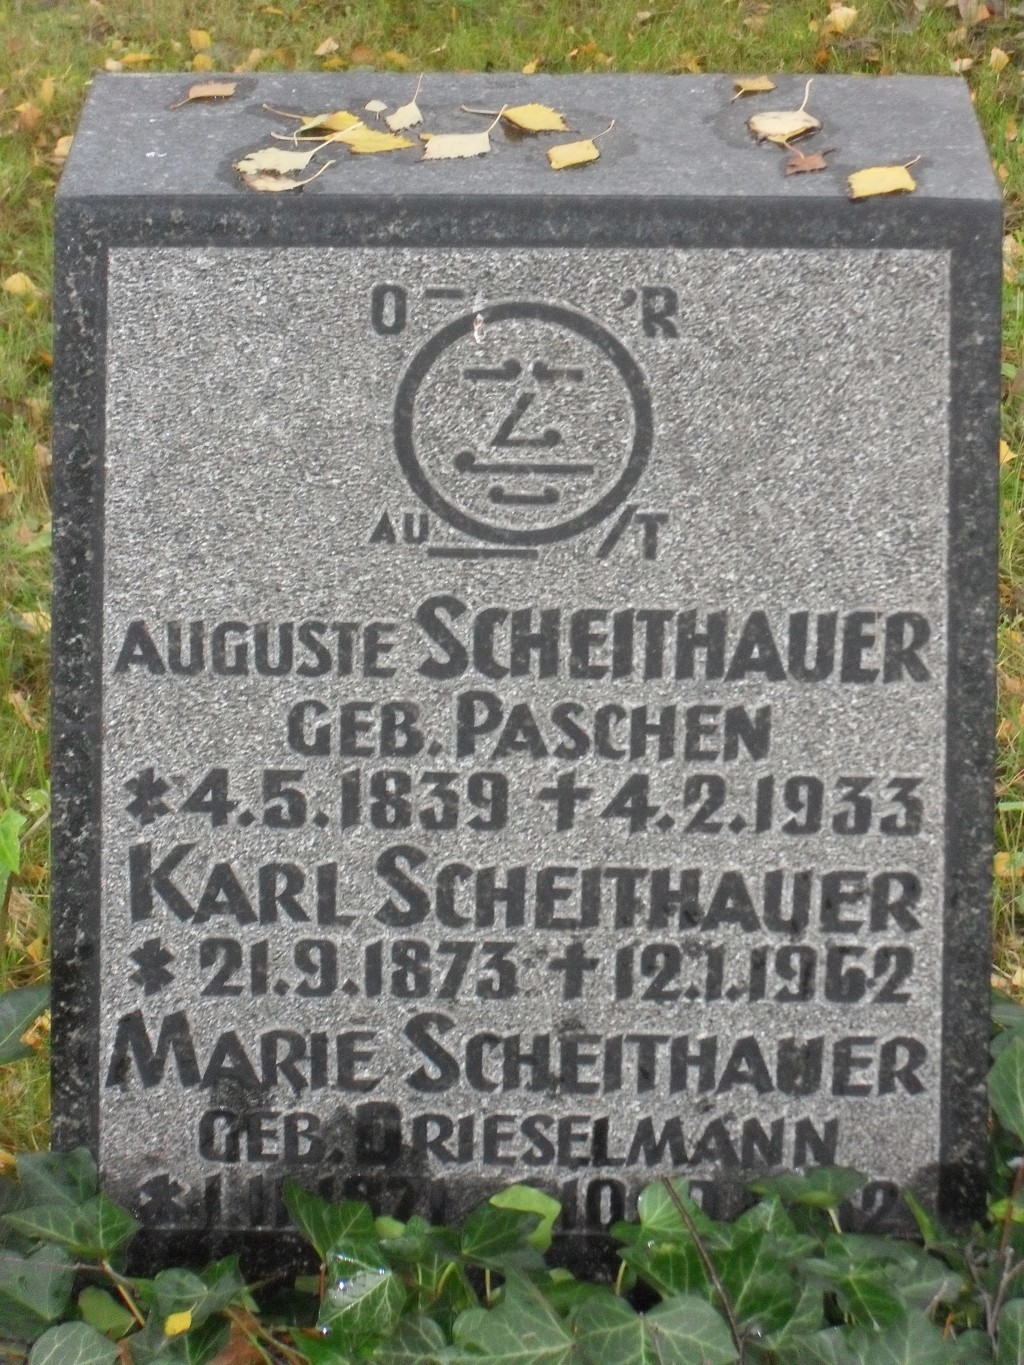 O – 'R
AU /T
AUGUSTE SCHEITHAUER
GEB. PASCHEN
*4.5.1839 †4.2.1933
KARL SCHEITHAUER
*21.9.1873 †12.1.1962
MARIE SCHEITHAUER
GEB. DRIESELMANN